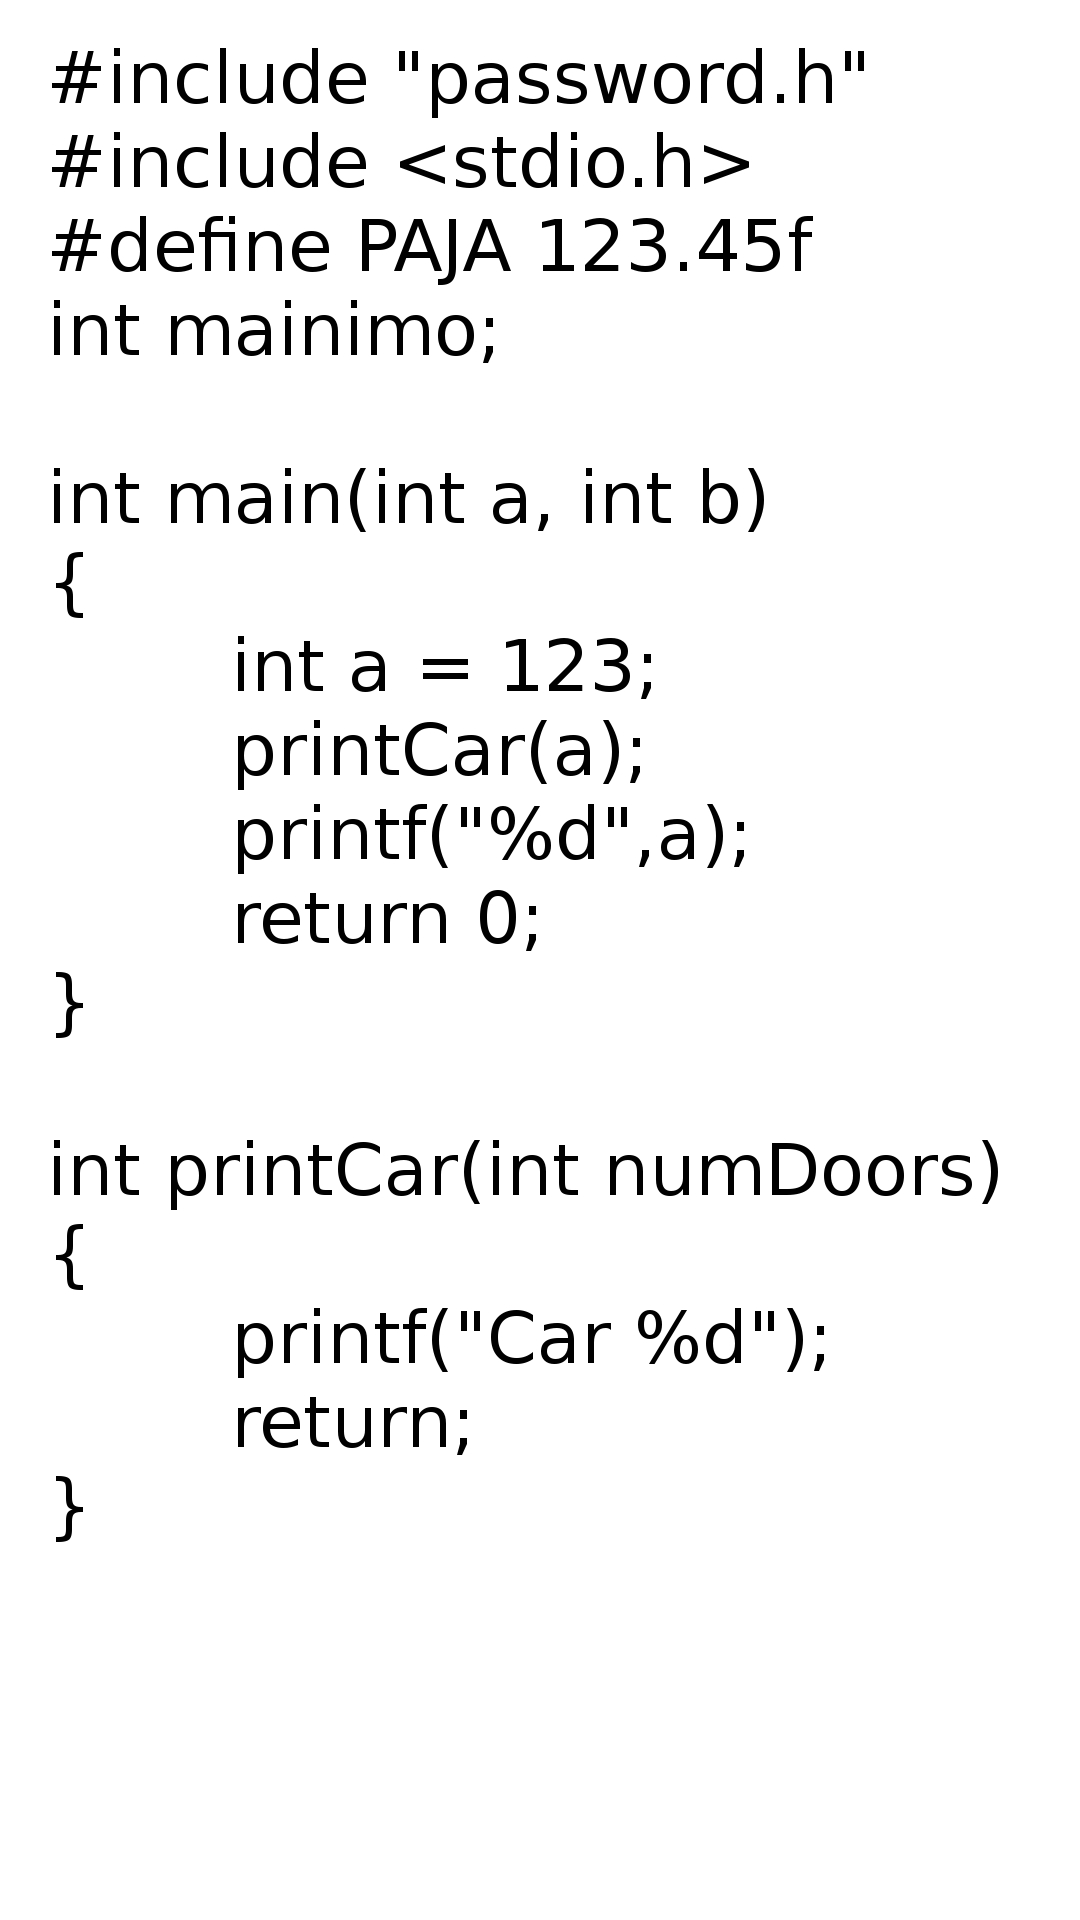 #include "password.h"
#include <stdio.h>
#define PAJA 123.45f
int mainimo;

int main(int a, int b)
{
	int a = 123;
	printCar(a);
	printf("%d",a);
	return 0;
}

int printCar(int numDoors)
{
	printf("Car %d");
	return;
}